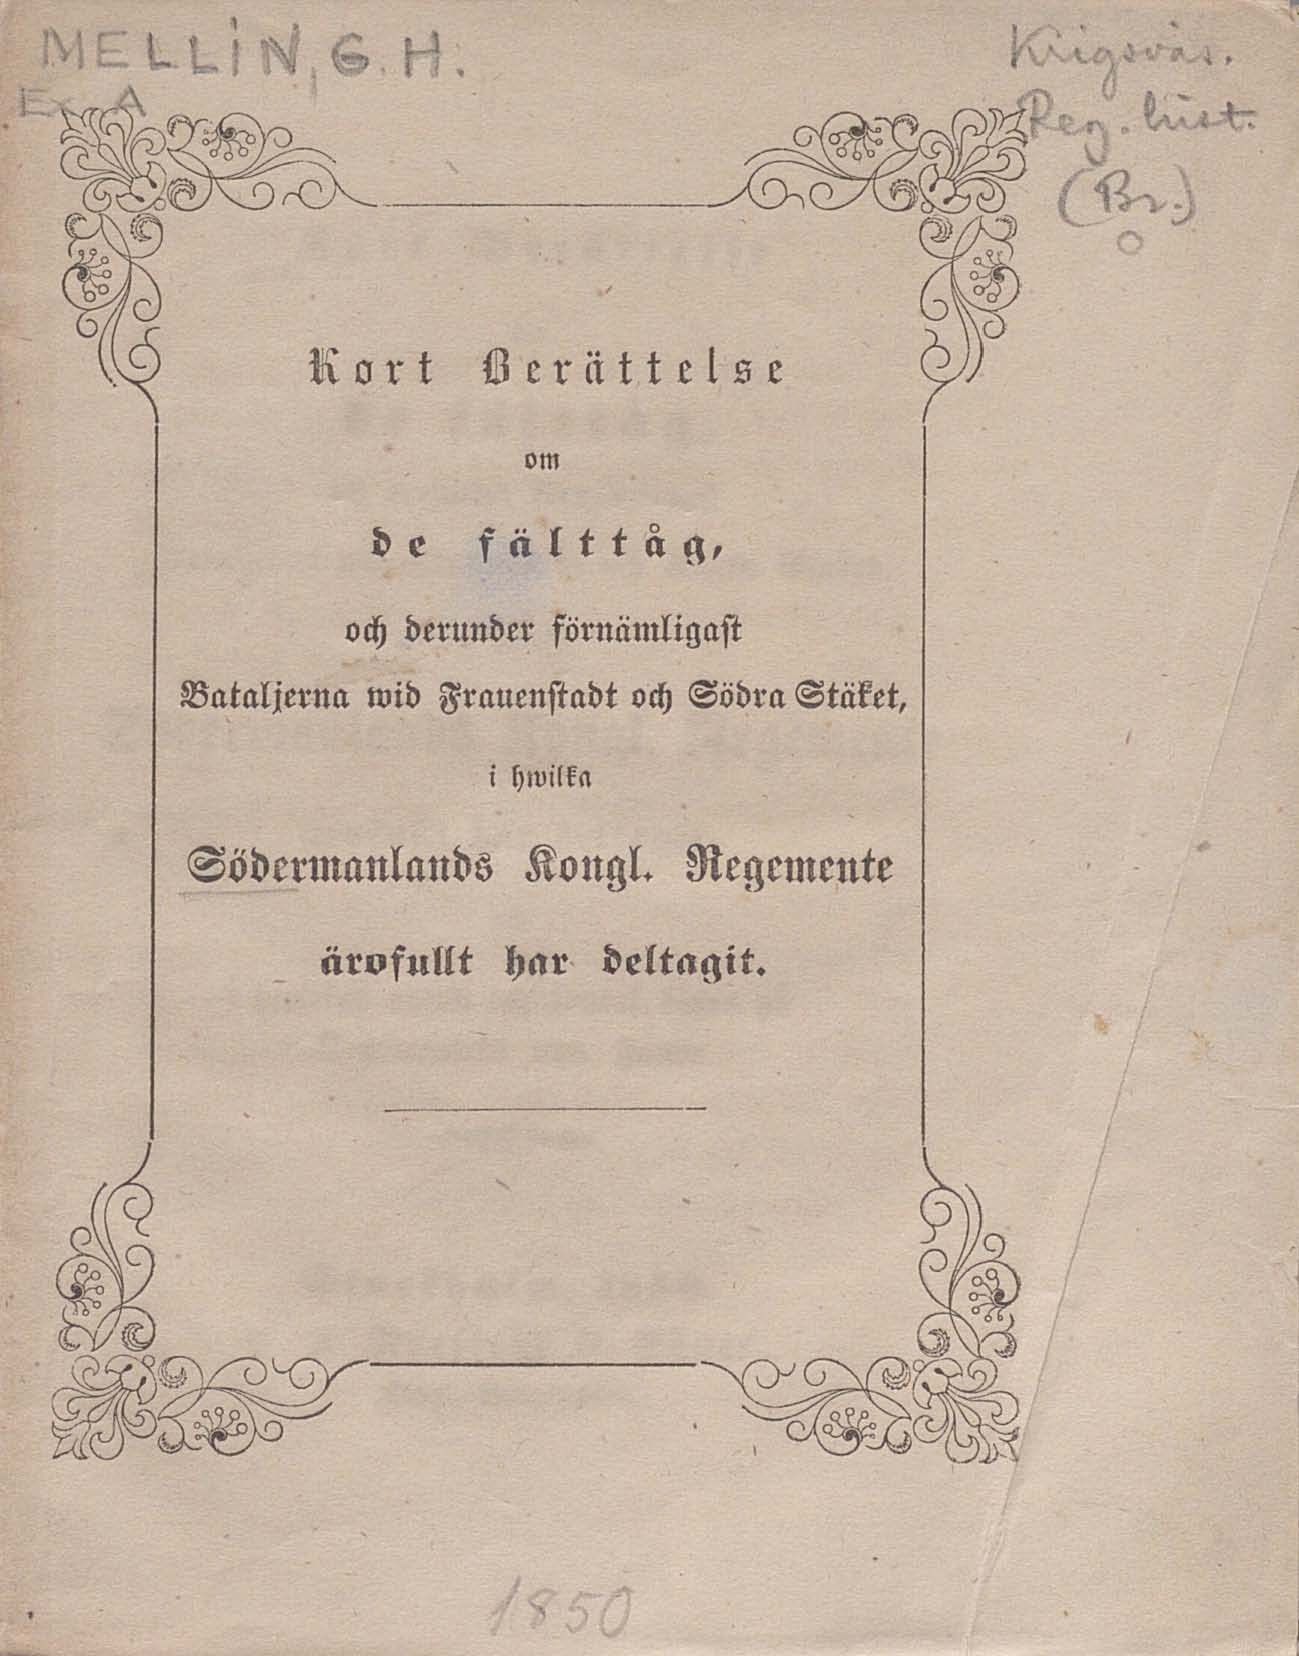 MELLIN, G. H.
Ex. A
Krigsväs.
Reg. hist.
(Br.)
Kort Berättelse
om
de fälttåg,
och derunder förnämligast
Bataljerna wid Frauenstadt och Södra Stäket,
i hwilka
Södermanlands Kongl. Regemente
ärofullt har deltagit.
1850